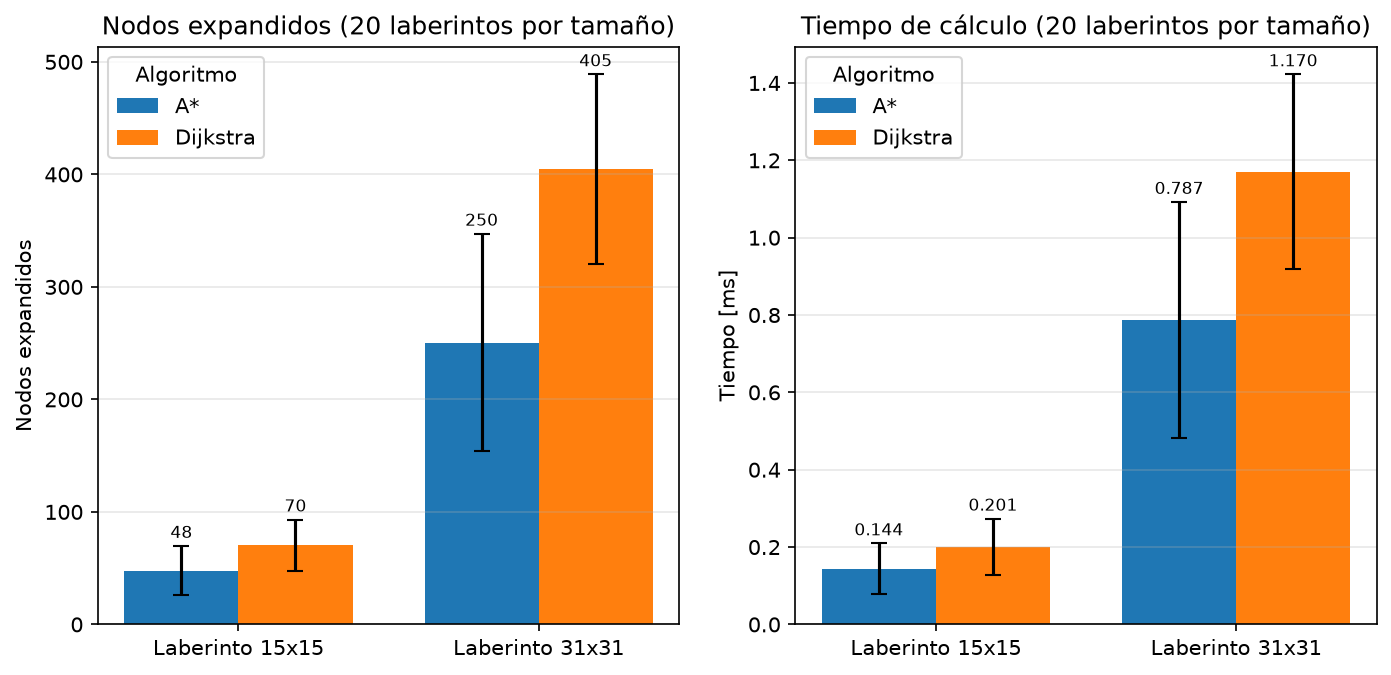 Nodos expandidos (20 laberintos por tamaño)
Nodos expandidos
500
400
300
200
100
0
Algoritmo
A*
Dijkstra
48
70
250
405
Laberinto 15x15
Laberinto 31x31
Tiempo de cálculo (20 laberintos por tamaño)
Tiempo [ms]
1.4
1.2
1.0
0.8
0.6
0.4
0.2
0.0
Algoritmo
A*
Dijkstra
0.144
0.201
0.787
1.170
Laberinto 15x15
Laberinto 31x31